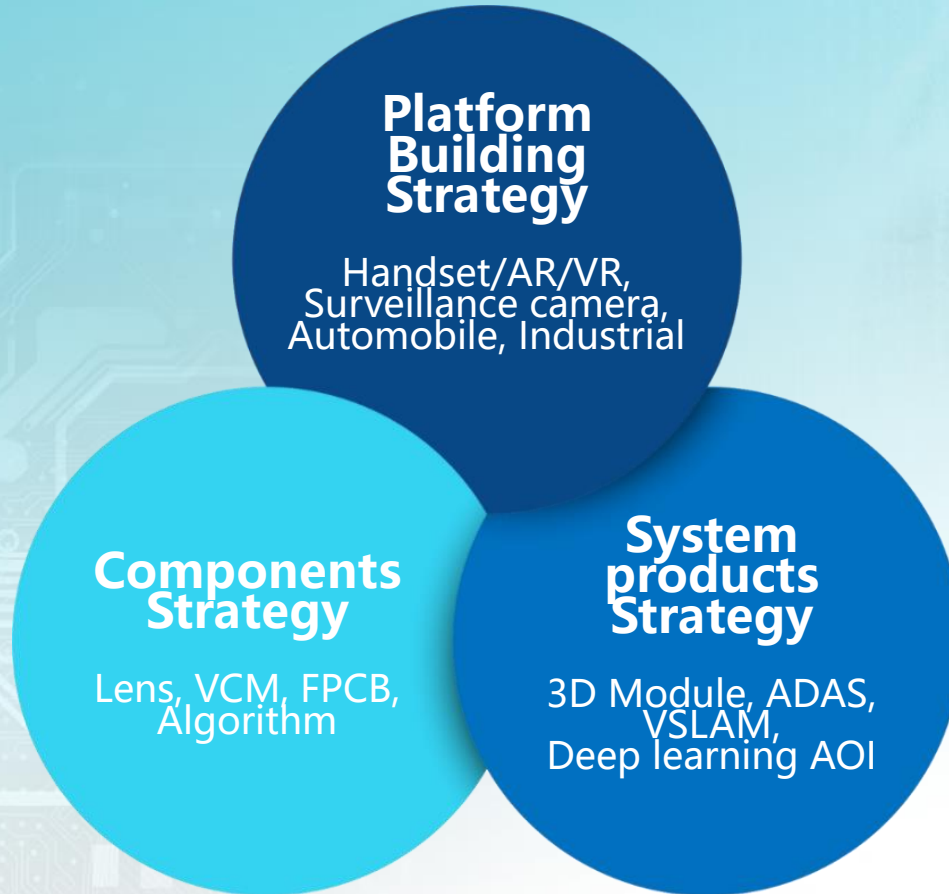 Platform
Building
Strategy
Handset/AR/VR,
Surveillance camera,
Automobile, Industrial
Components
Strategy
Lens, VCM, FPCB,
Algorithm
System
products
Strategy
3D Module, ADAS,
VSLAM,
Deep learning AOI